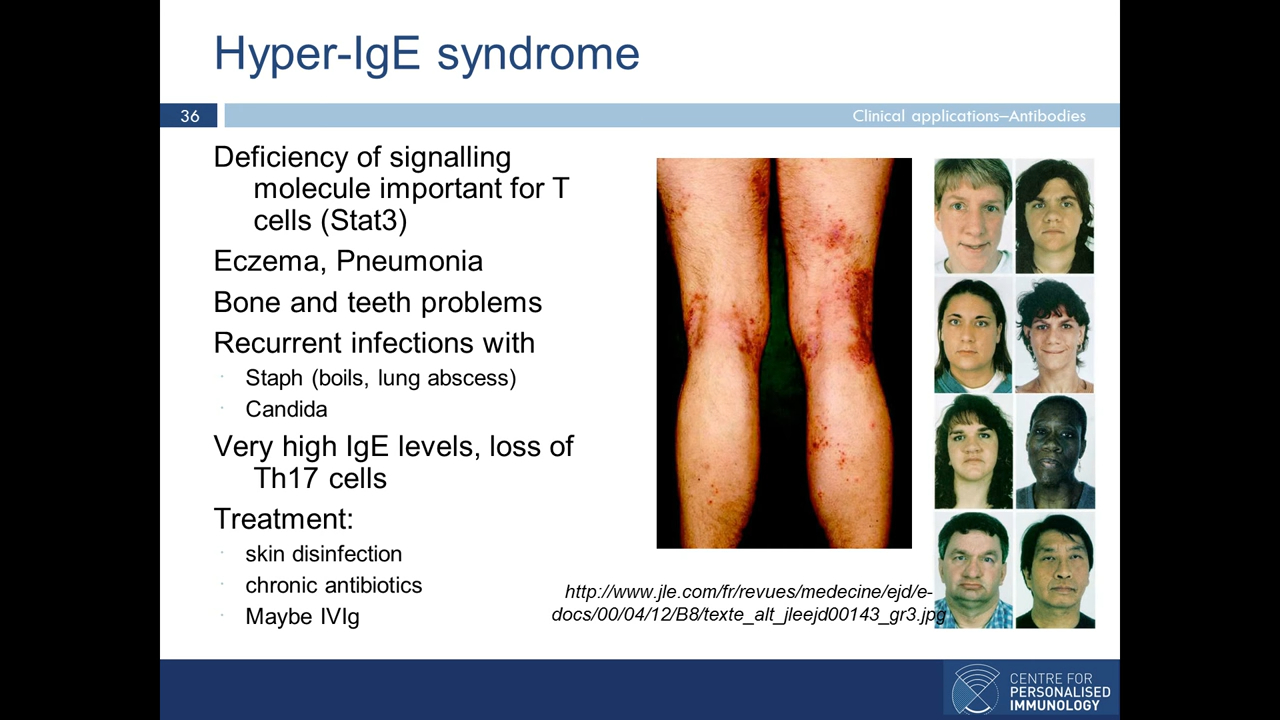 Hyper-IgE syndrome
36
Clinical applications–Antibodies
Deficiency of signalling
molecule important for T
cells (Stat3)
Eczema, Pneumonia
Bone and teeth problems
Recurrent infections with
· Staph (boils, lung abscess)
· Candida
Very high IgE levels, loss of
Th17 cells
Treatment:
· skin disinfection
· chronic antibiotics
· Maybe IVIg
http://www.jle.com/fr/revues/medecine/ejd/e-
docs/00/04/12/B8/texte_alt_jleejd00143_gr3.jpg
CENTRE FOR
PERSONALISED
IMMUNOLOGY